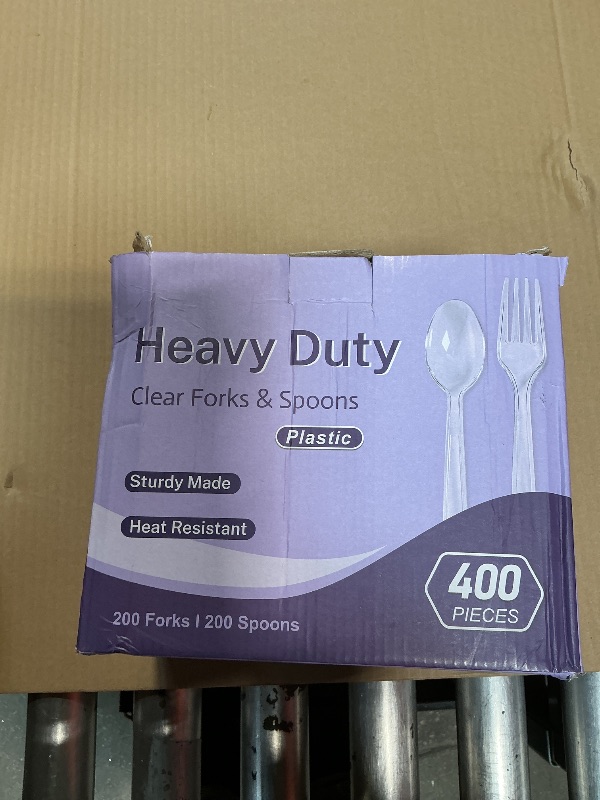 Heavy Duty
Clear Forks & Spoons
Plastic
Sturdy Made
Heat Resistant
400
PIECES
200 Forks | 200 Spoons